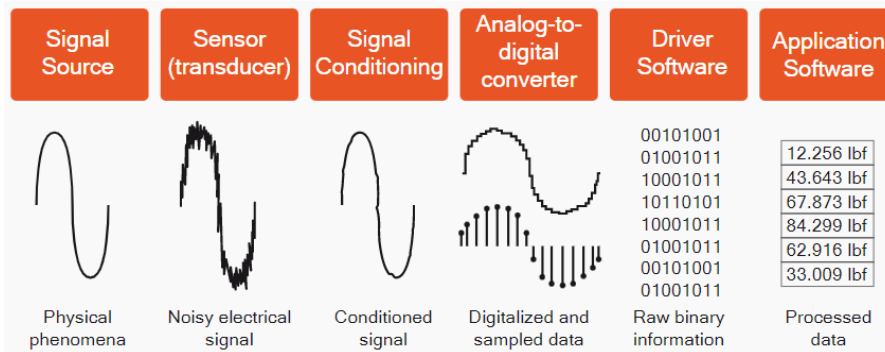 Signal
Source
Sensor
(transducer)
Signal
Conditioning
Analog-to-
digital
converter
Driver
Software
Application
Software
00101001
01001011
10001011
10110101
10001011
01001011
00101001
01001011
12.256 lbf
43.643 lbf
67.873 lbf
84.299 lbf
62.916 lbf
33.009 lbf
Physical
phenomena
Noisy electrical
signal
Conditioned
signal
Digitalized and
sampled data
Raw binary
information
Processed
data